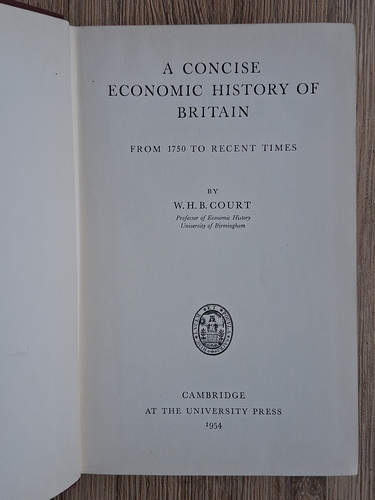 A CONCISE
ECONOMIC HISTORY OF
BRITAIN
FROM 1750 TO RECENT TIMES
BY
W. H. B. COURT
Professor of Economic History
University of Birmingham
CAMBRIDGE
AT THE UNIVERSITY PRESS
1954